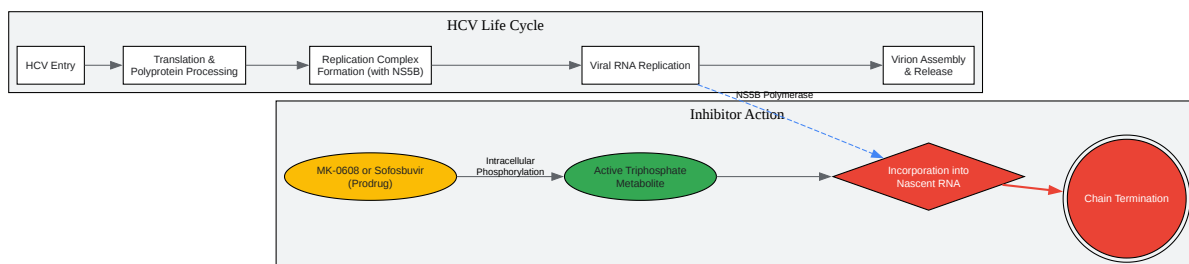 HCV Life Cycle
HCV Entry
Translation &
Polyprotein Processing
Replication Complex
Formation (with NS5B)
Viral RNA Replication
Virion Assembly
& Release
NS5B Polymerase
Inhibitor Action
MK-0608 or Sofosbuvir
(Prodrug)
Intracellular
Phosphorylation
Active Triphosphate
Metabolite
Incorporation into
Nascent RNA
Chain Termination